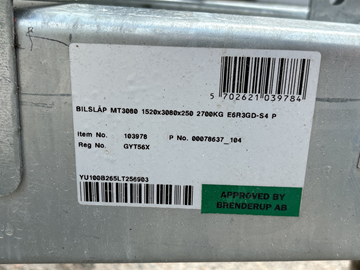 5 702621 039784
BILSLÄP MT3080 1520x3080x250 2700KG E6R3GD-S4 P
Item No. 103978 P No. 00078637_104
Reg No. GYT56X
YU100B265LT256903
APPROVED BY
BRENDERUP AB